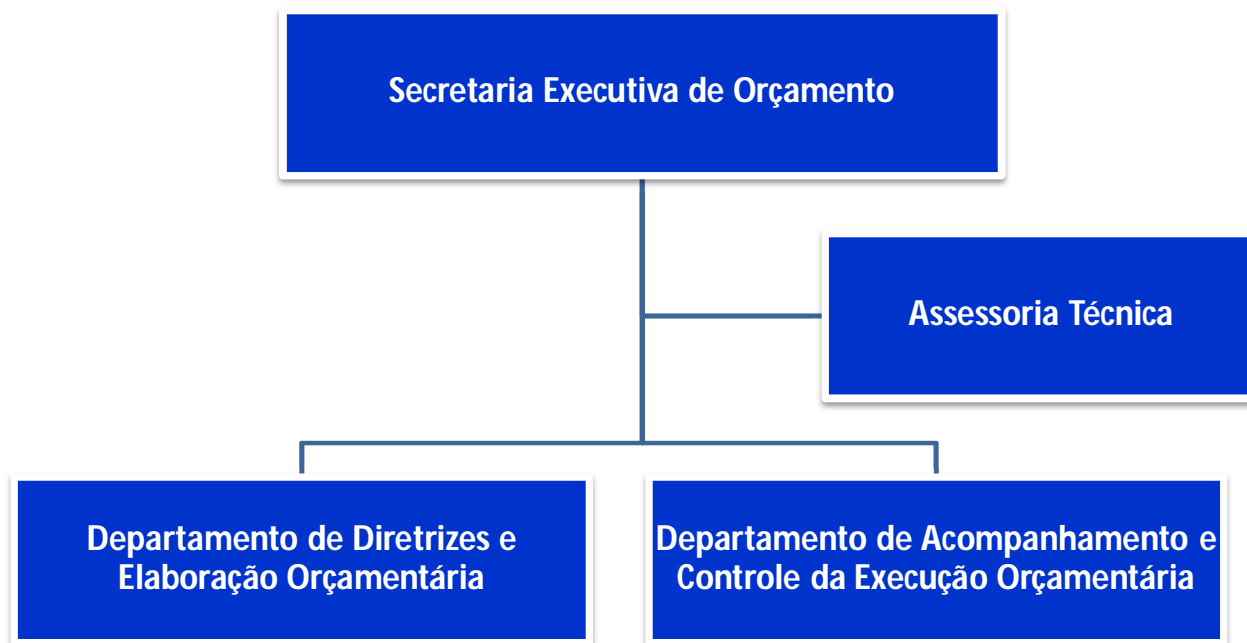 Secretaria Executiva de Orçamento
Assessoria Técnica
Departamento de Diretrizes e
Elaboração Orçamentária
Departamento de Acompanhamento e
Controle da Execução Orçamentária